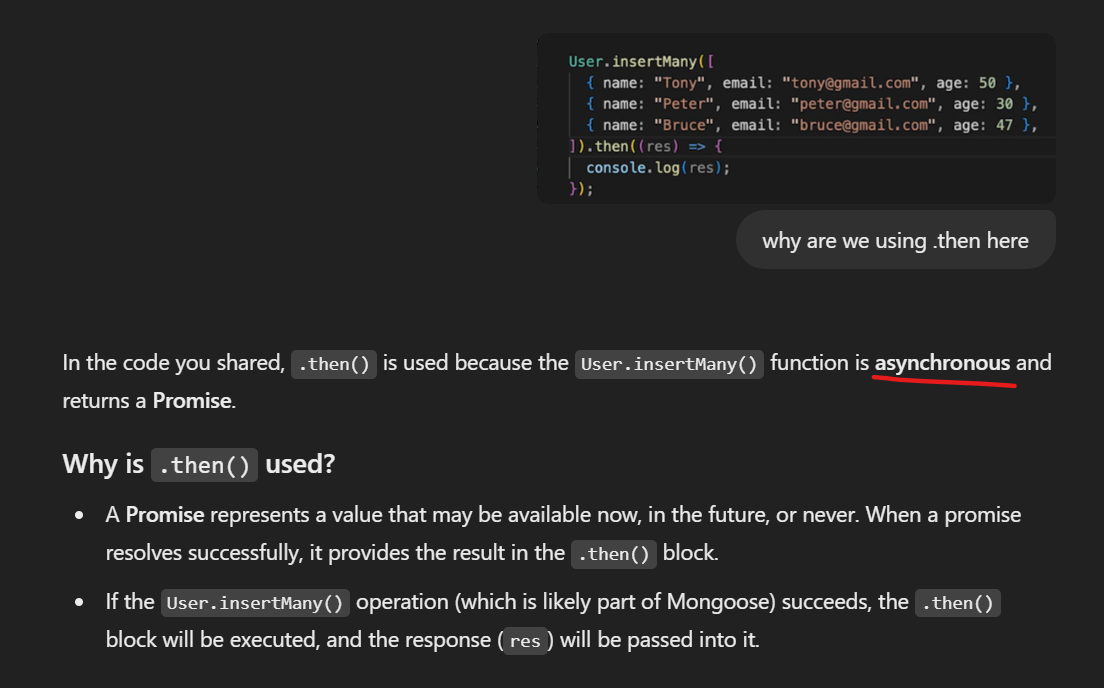 User.insertMany([
{ name: "Tony", email: "tony@gmail.com", age: 50 },
{ name: "Peter", email: "peter@gmail.com", age: 30 },
{ name: "Bruce", email: "bruce@gmail.com", age: 47 },
]).then((res) => {
console.log(res);
});
why are we using .then here
In the code you shared, .then() is used because the User.insertMany() function is asynchronous and
returns a Promise.
Why is .then() used?
• A Promise represents a value that may be available now, in the future, or never. When a promise
resolves successfully, it provides the result in the .then() block.
• If the User.insertMany() operation (which is likely part of Mongoose) succeeds, the .then()
block will be executed, and the response (res) will be passed into it.